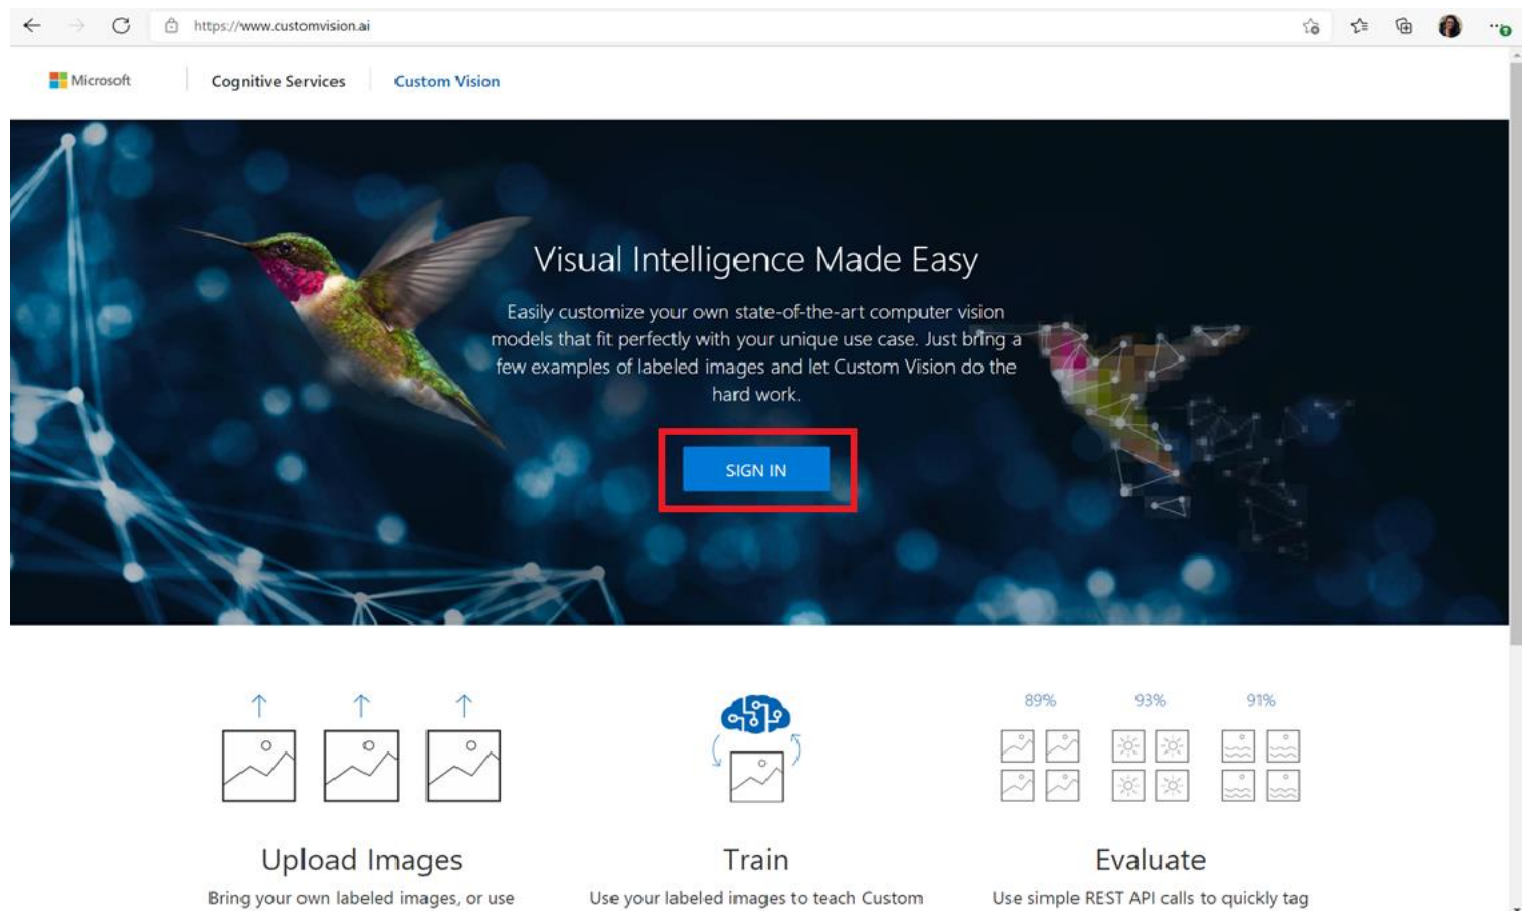 https://www.customvision.ai
Microsoft
Cognitive Services
Custom Vision
Visual Intelligence Made Easy
Easily customize your own state-of-the-art computer vision
models that fit perfectly with your unique use case. Just bring a
few examples of labeled images and let Custom Vision do the
hard work.
SIGN IN
89% 93% 91%
Upload Images
Bring your own labeled images, or use
Train
Use your labeled images to teach Custom
Evaluate
Use simple REST API calls to quickly tag